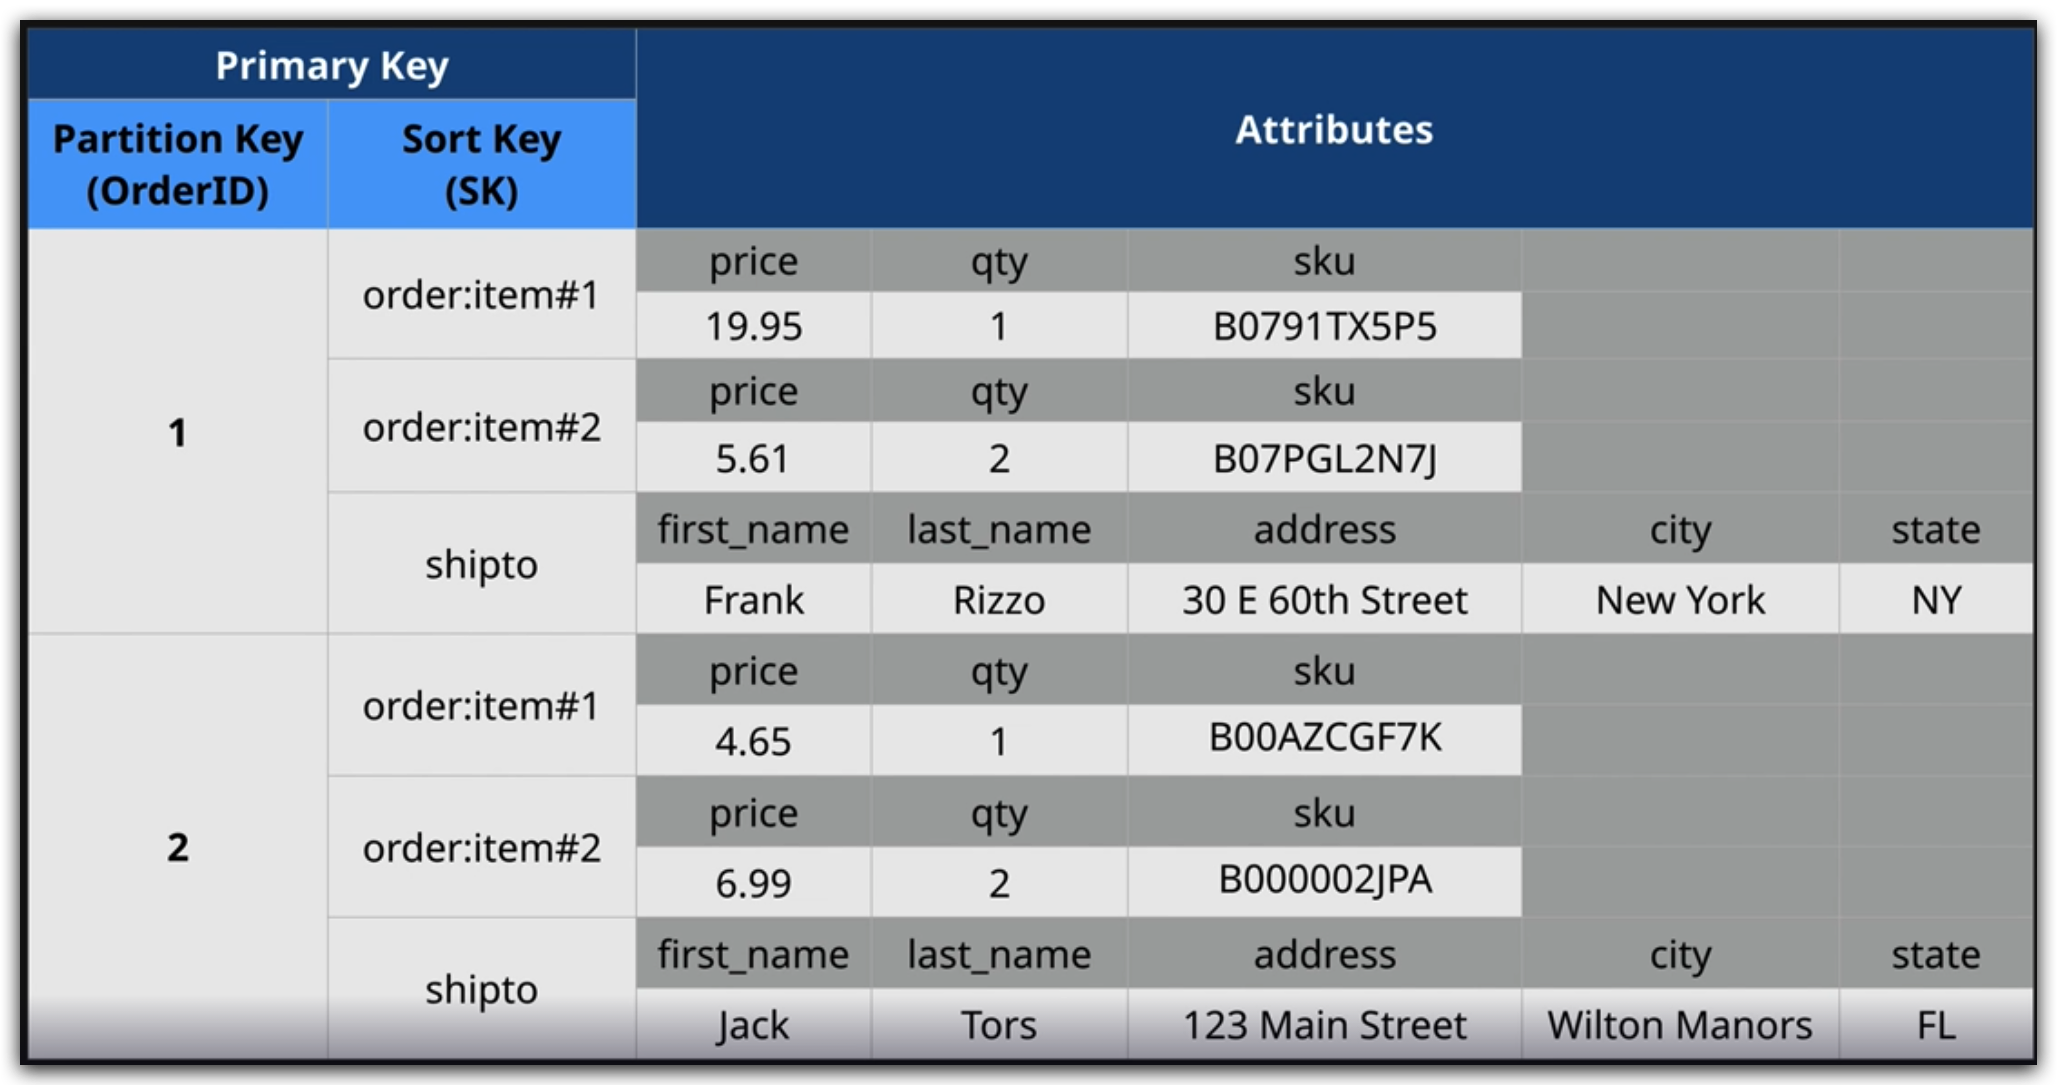 Primary Key
Attributes
Partition Key
(OrderID)
Sort Key
(SK)
1
order:item#1
price qty sku
19.95 1 B0791TX5P5
order:item#2
price qty sku
5.61 2 B07PGL2N7J
shipto
first_name last_name address city state
Frank Rizzo 30 E 60th Street New York NY
2
order:item#1
price qty sku
4.65 1 B00AZCGF7K
order:item#2
price qty sku
6.99 2 B000002JPA
shipto
first_name last_name address city state
Jack Tors 123 Main Street Wilton Manors FL